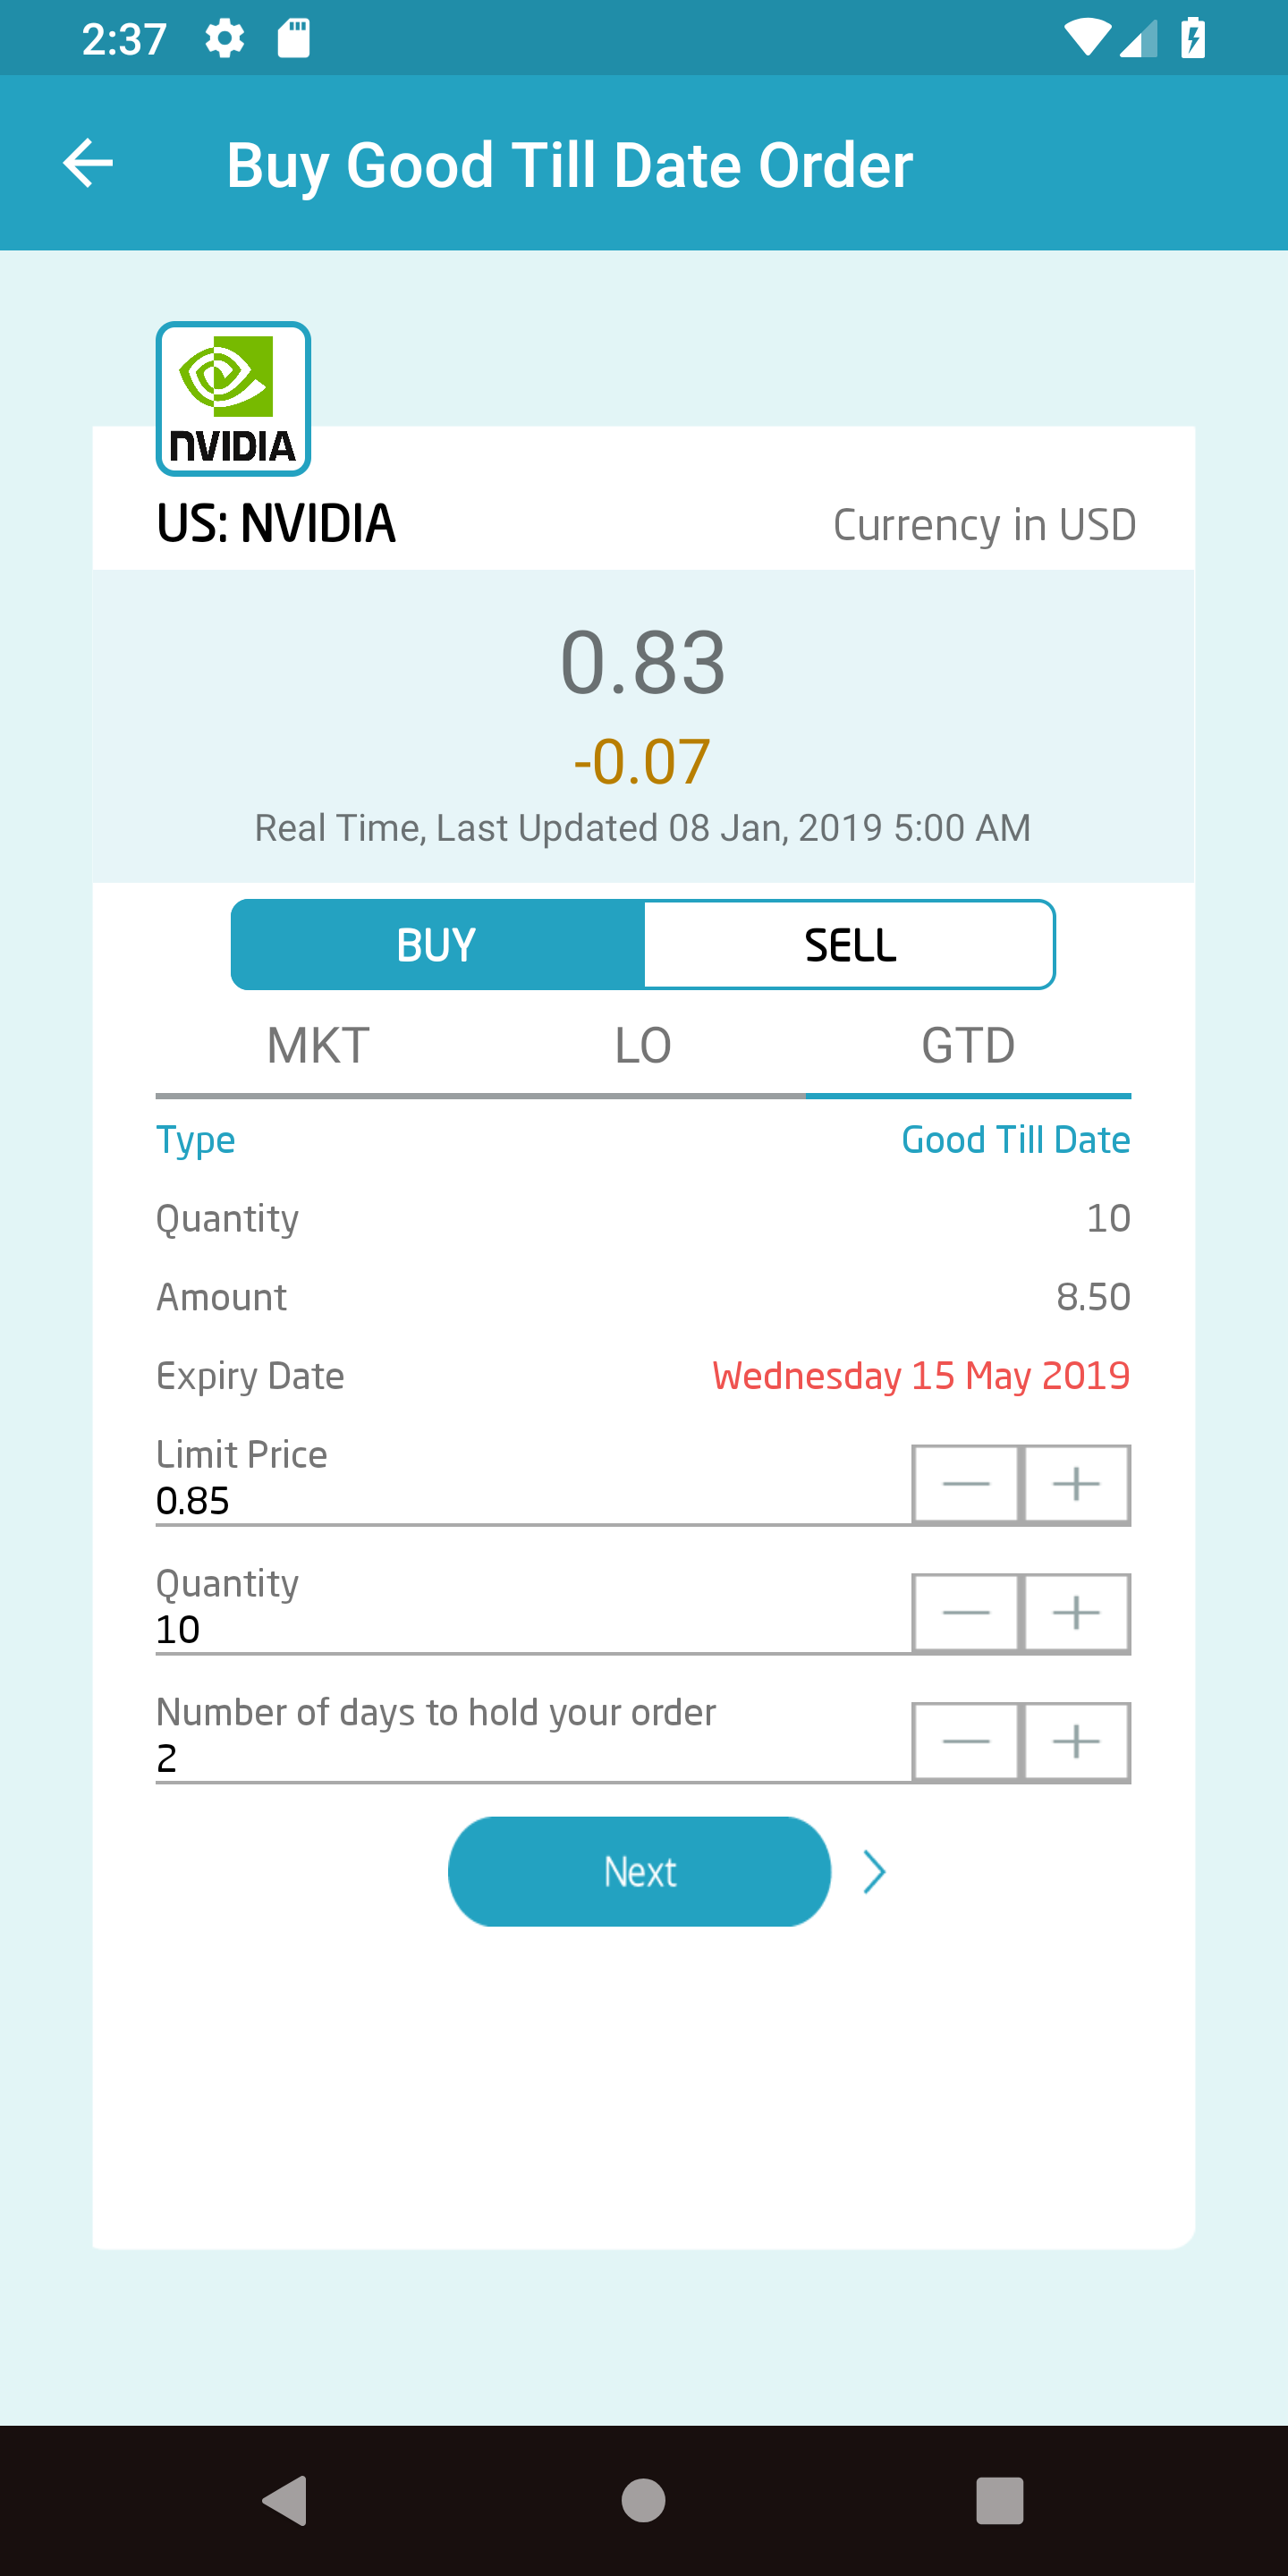 2:37
Buy Good Till Date Order
NVIDIA
US: NVIDIA
Currency in USD
0.83
-0.07
Real Time, Last Updated 08 Jan, 2019 5:00 AM
BUY SELL
MKT LO GTD
Type Good Till Date
Quantity 10
Amount 8.50
Expiry Date Wednesday 15 May 2019
Limit Price
0.85
Quantity
10
Number of days to hold your order
2
Next